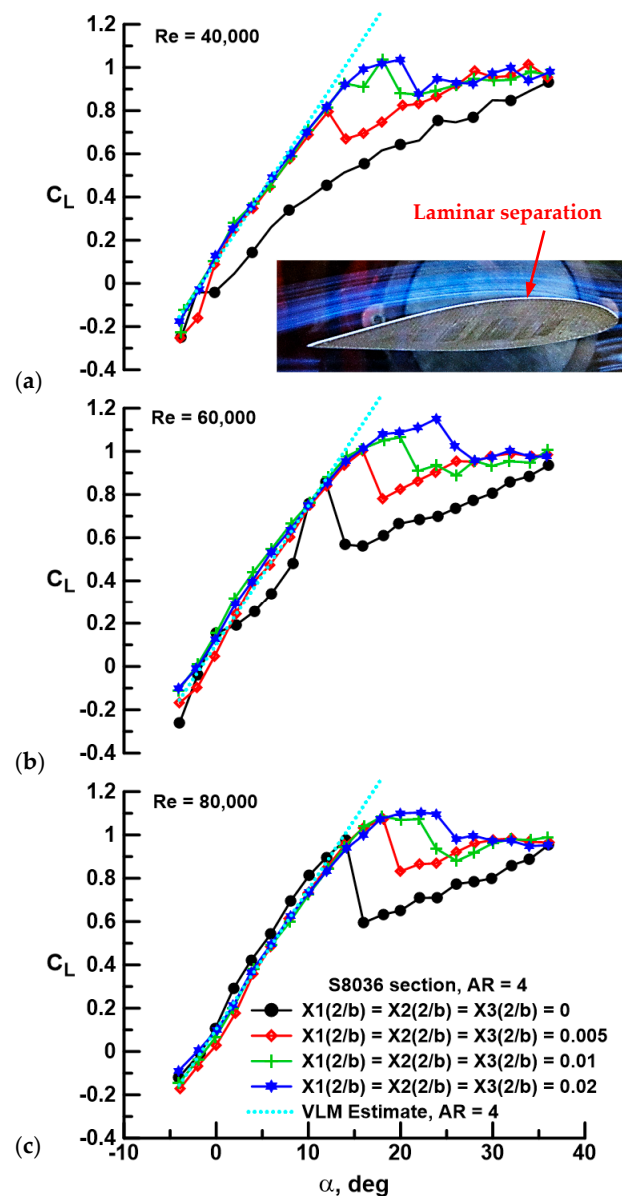 1.2
Re = 40,000
1
0.8
0.6
CL
0.4
Laminar separation
0.2
0
-0.2
-0.4
(a)
1.2
Re = 60,000
1
0.8
0.6
CL
0.4
0.2
0
-0.2
-0.4
(b)
1.2
Re = 80,000
1
0.8
0.6
CL
0.4
S8036 section, AR = 4
X1(2/b) = X2(2/b) = X3(2/b) = 0
0.2
X1(2/b) = X2(2/b) = X3(2/b) = 0.005
0
X1(2/b) = X2(2/b) = X3(2/b) = 0.01
X1(2/b) = X2(2/b) = X3(2/b) = 0.02
-0.2
VLM Estimate, AR = 4
-0.4
(c)
-10 0 10 20 30 40
α, deg